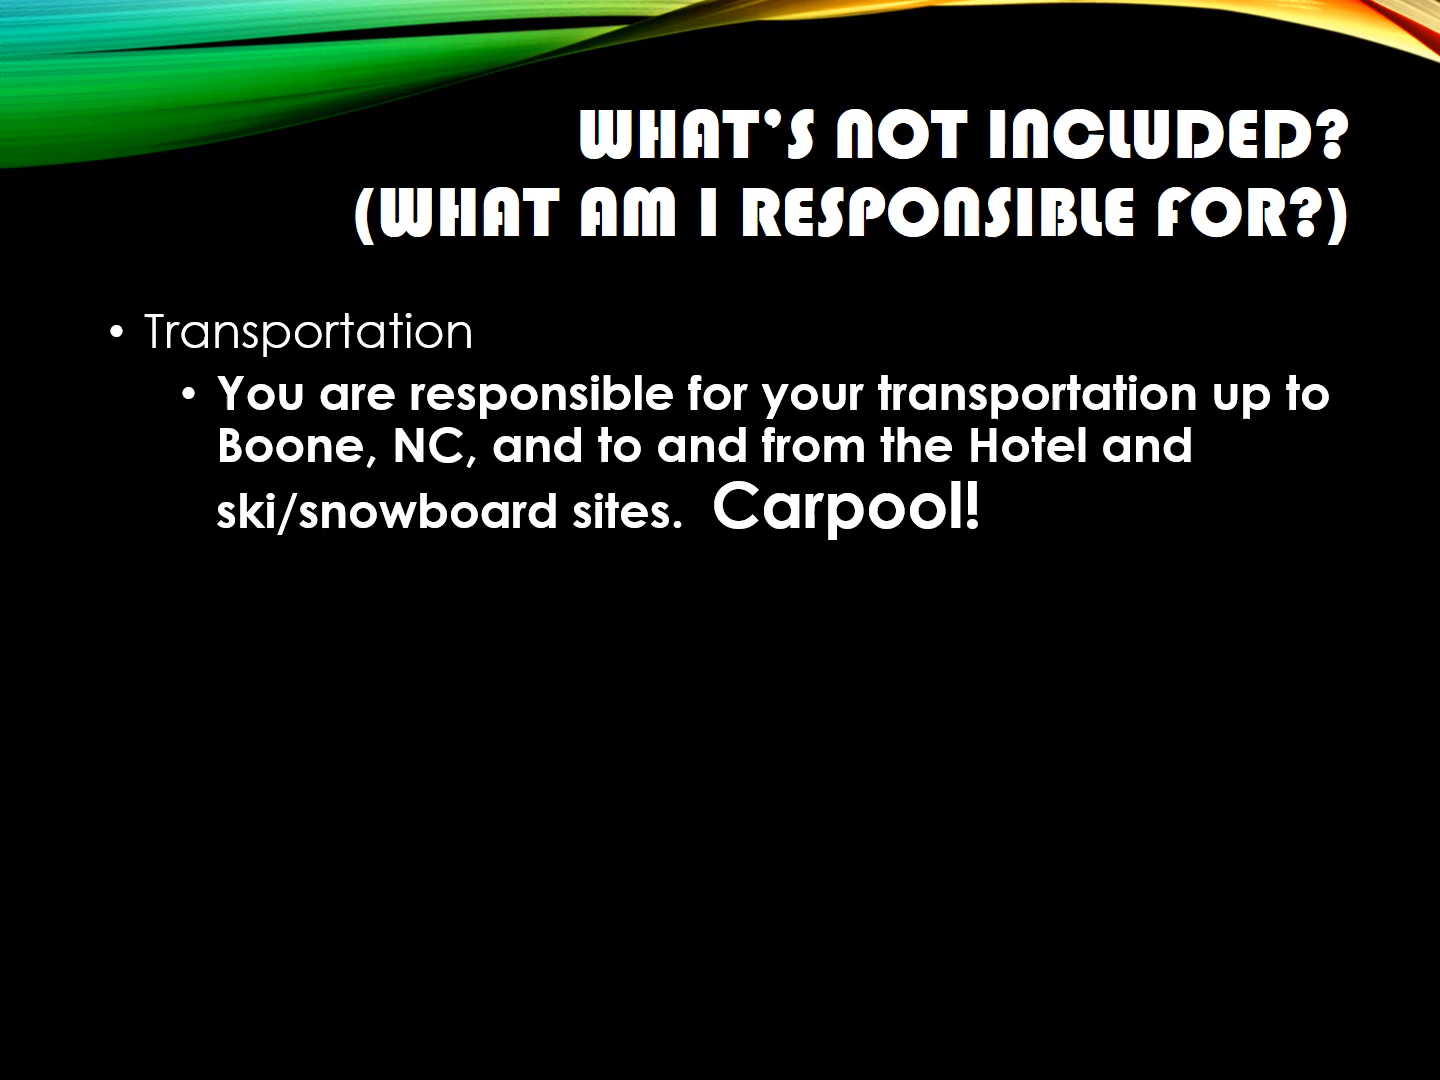 WHAT’S NOT INCLUDED?
(WHAT AM I RESPONSIBLE FOR?)
• Transportation
• You are responsible for your transportation up to
Boone, NC, and to and from the Hotel and
ski/snowboard sites.  Carpool!